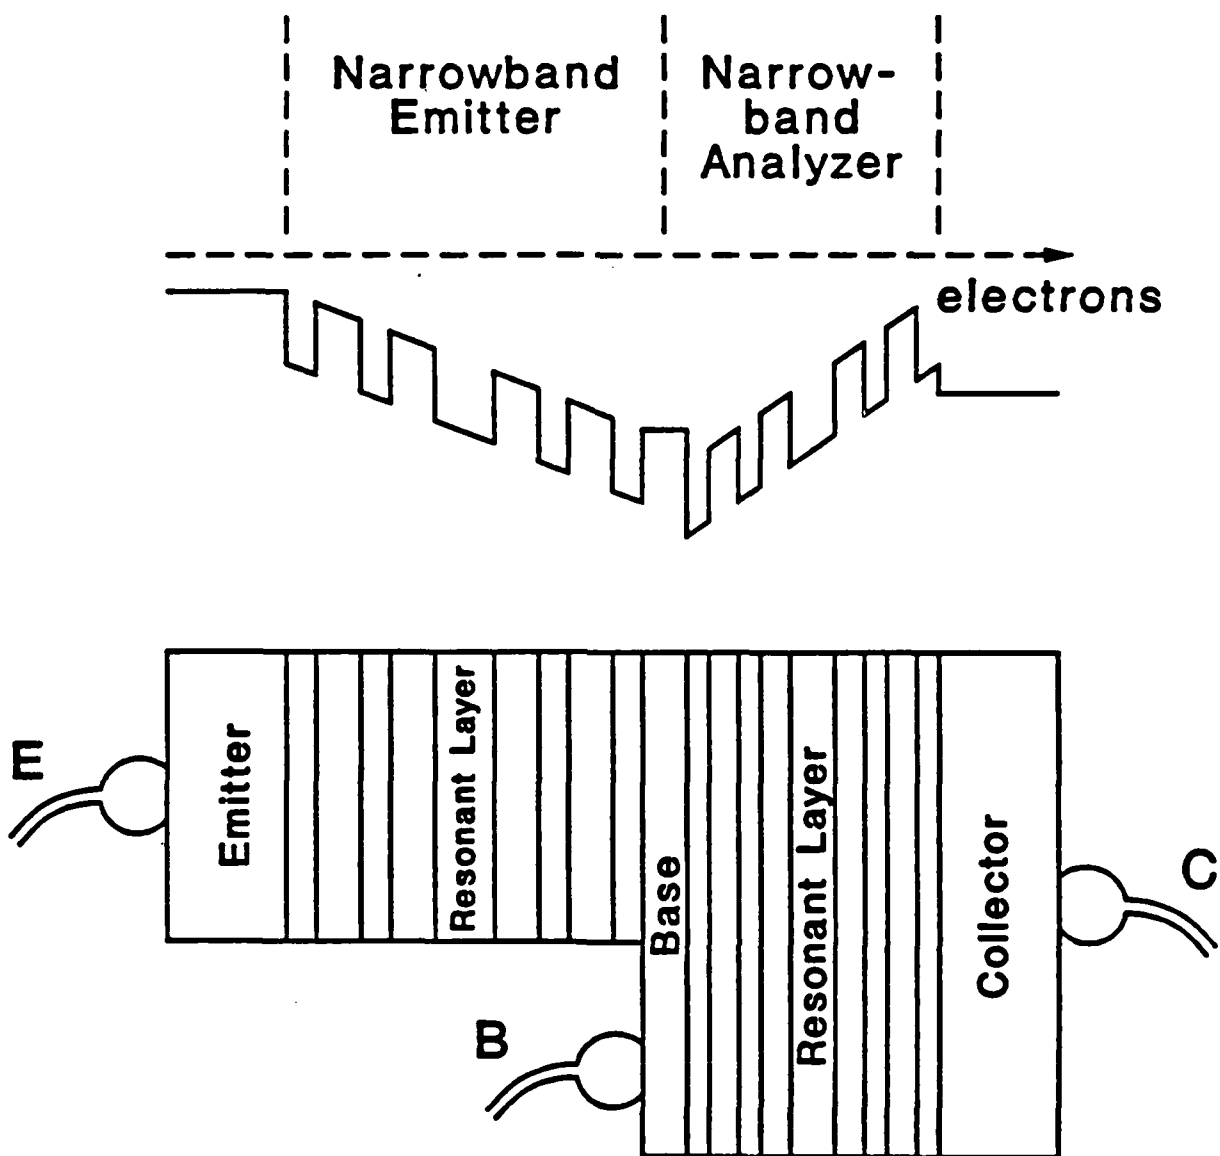 Narrowband
Emitter
Narrow-
band
Analyzer
electrons
E
Emitter
Resonant Layer
Base
B
Resonant Layer
Collector
C